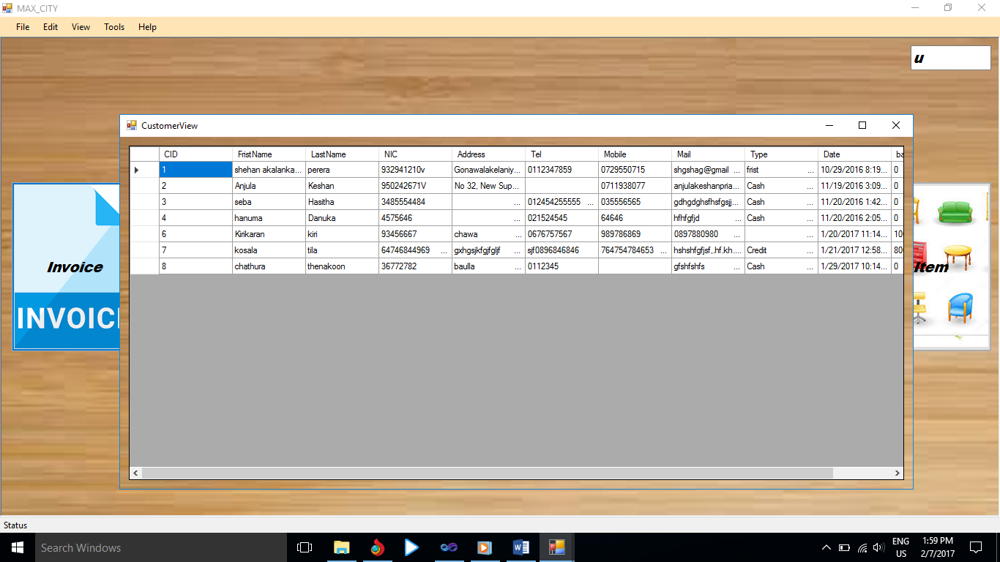 MAX_CITY
File Edit View Tools Help
u
CustomerView
CID FristName LastName NIC Address Tel Mobile Mail Type Date ba
1 shehan akalanka... perera 932941210v Gonawalakelaniy... 0112347859 0729550715 shgshag@gmail ... frist ... 10/29/2016 8:19... 0
2 Anjula Keshan 950242671V No 32, New Sup... 0711938077 anjulakeshanpria... Cash ... 11/19/2016 3:09... 0
3 seba Hasitha 3485554484 ... 012454255555 ... 035556565 gdhgdghsfhsfgsjj... Cash ... 11/20/2016 1:42... 0
4 hanuma Danuka 4575646 ... 021524545 64646 hfhfgfjd ... Cash ... 11/20/2016 2:05... 0
6 Kirikaran kiri 93456667 chawa ... 0676757567 989786869 0897880980 ... ... 1/20/2017 11:14... 100
7 kosala tila 64746844969 ... gxhgsjkfgjfgljf ... sjf0896846846 764754784653 ... hshshfgfjsf,.hf.kh.... Credit ... 1/21/2017 12:58... 80
8 chathura thenakoon 36772782 baulla ... 0112345 gfshfshfs ... Cash ... 1/29/2017 10:14... 0
Invoice
INVOICE
Item
Status
Search Windows
ENG
US
1:59 PM
2/7/2017